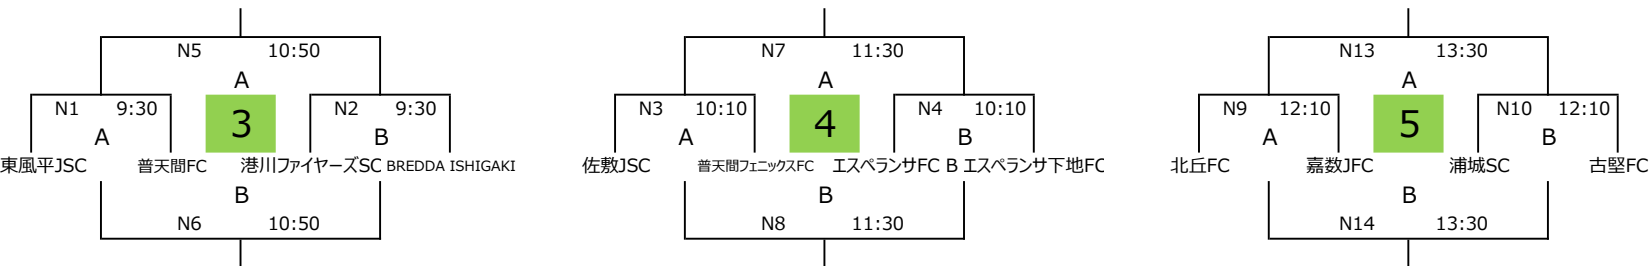 N5 10:50 N7 11:30 N13 13:30
A A A
N1 9:30 3 N2 9:30 N3 10:10 4 N4 10:10 N9 12:10 5 N10 12:10
A B A B A B
東風平JSC 普天間FC 港川ファイヤーズSC BREDDA ISHIGAKI 佐敷JSC 普天間フェニックスFC エスペランサFC B エスペランサ下地FC 北丘FC 嘉数JFC 浦城SC 古堅FC
B B B
N6 10:50 N8 11:30 N14 13:30